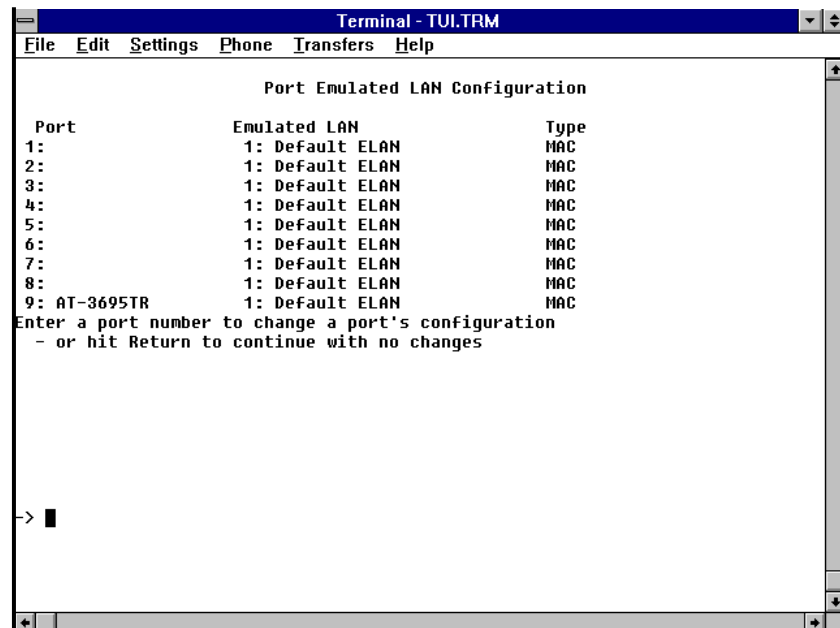 Terminal - TUI.TRM
File Edit Settings Phone Transfers Help
Port Emulated LAN Configuration
Port Emulated LAN Type
1: 1: Default ELAN MAC
2: 1: Default ELAN MAC
3: 1: Default ELAN MAC
4: 1: Default ELAN MAC
5: 1: Default ELAN MAC
6: 1: Default ELAN MAC
7: 1: Default ELAN MAC
8: 1: Default ELAN MAC
9: AT-3695TR 1: Default ELAN MAC
Enter a port number to change a port's configuration
- or hit Return to continue with no changes
->